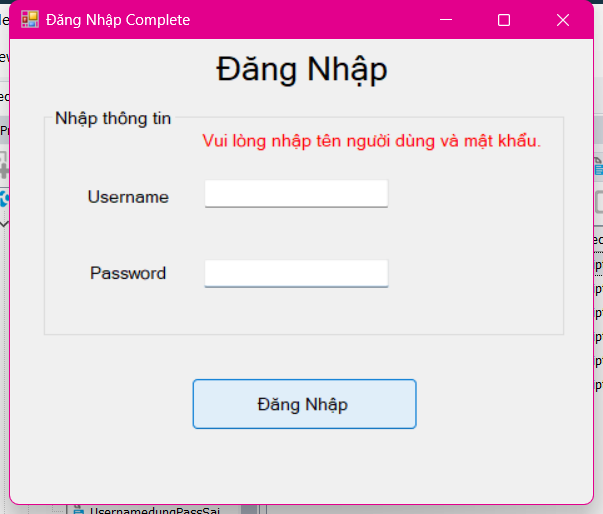 Đăng Nhập Complete
Đăng Nhập
Nhập thông tin
Vui lòng nhập tên người dùng và mật khẩu.
Username
Password
Đăng Nhập
UsernamedungPassSai